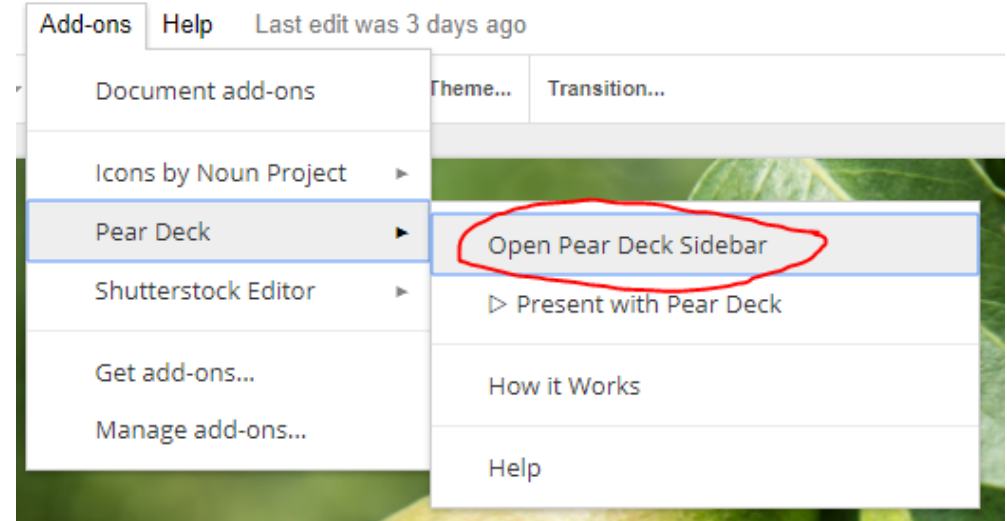 Add-ons Help Last edit was 3 days ago
Document add-ons
Theme... Transition...
Icons by Noun Project ►
Pear Deck ►
Open Pear Deck Sidebar
Shutterstock Editor ►
▷ Present with Pear Deck
Get add-ons...
How it Works
Manage add-ons...
Help